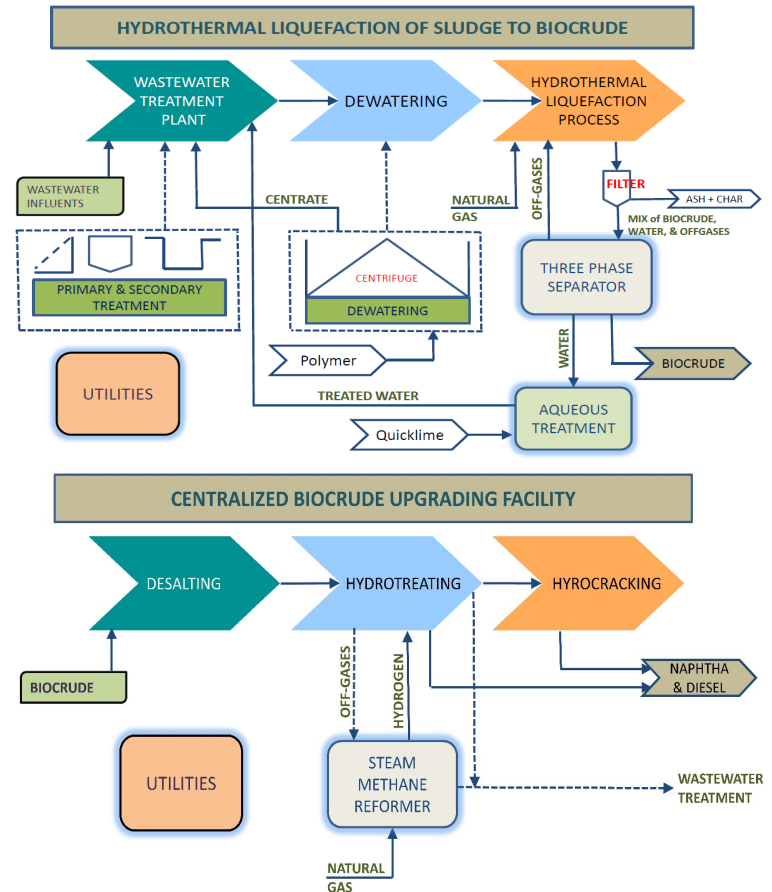 HYDROTHERMAL LIQUEFACTION OF SLUDGE TO BIOCRUDE
WASTEWATER
TREATMENT
PLANT
DEWATERING
HYDROTHERMAL
LIQUEFACTION
PROCESS
WASTEWATER
INFLUENTS
CENTRATE
NATURAL
GAS
OFF-GASES
FILTER
ASH + CHAR
MIX of BIOCRUDE,
WATER, & OFFGASES
PRIMARY & SECONDARY
TREATMENT
CENTRIFUGE
DEWATERING
THREE PHASE
SEPARATOR
Polymer
WATER
BIOCRUDE
UTILITIES
TREATED WATER
AQUEOUS
TREATMENT
Quicklime
CENTRALIZED BIOCRUDE UPGRADING FACILITY
DESALTING
HYDROTREATING
HYROCRACKING
BIOCRUDE
OFF-GASES
HYDROGEN
NAPHTHA
& DIESEL
UTILITIES
STEAM
METHANE
REFORMER
WASTEWATER
TREATMENT
NATURAL
GAS